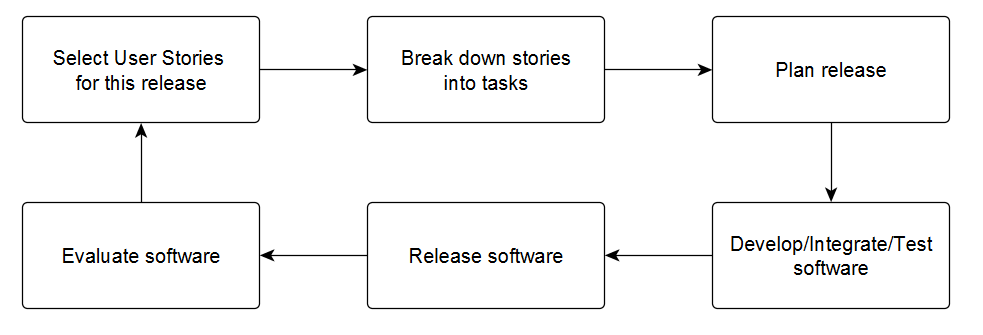 Select User Stories
for this release
Break down stories
into tasks
Plan release
Evaluate software
Release software
Develop/Integrate/Test
software